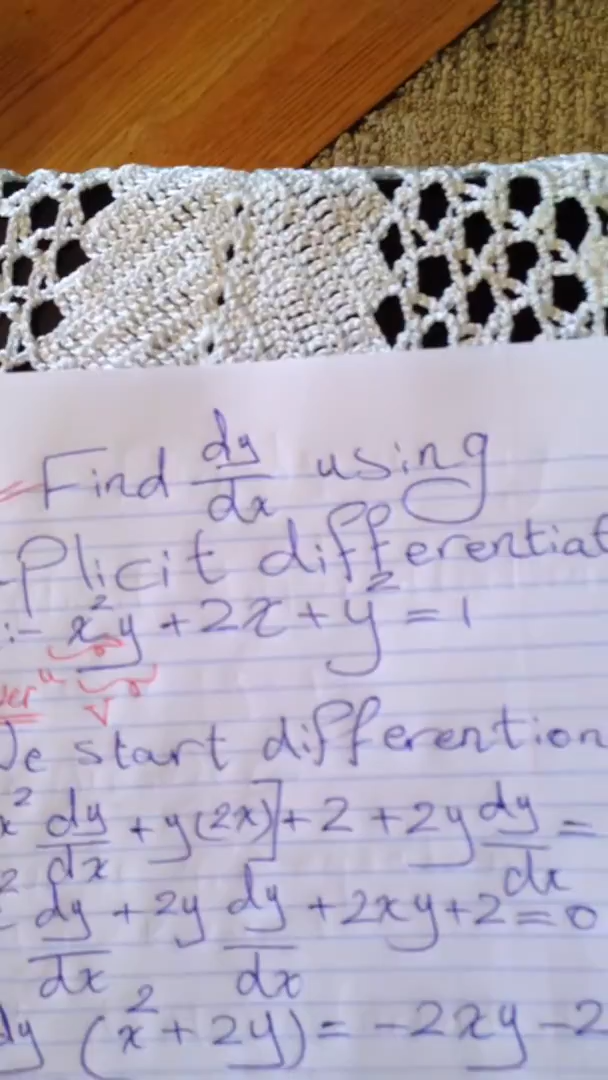 Find dy/dx using
plicit differentiat
:- x²y + 2x + y² = 1
u
v
start differention
x² dy/dx + y(2x)] + 2 + 2y dy/dx =
dy/dx + 2y dy/dx + 2xy + 2 = 0
dy (x² + 2y) = -2xy - 2